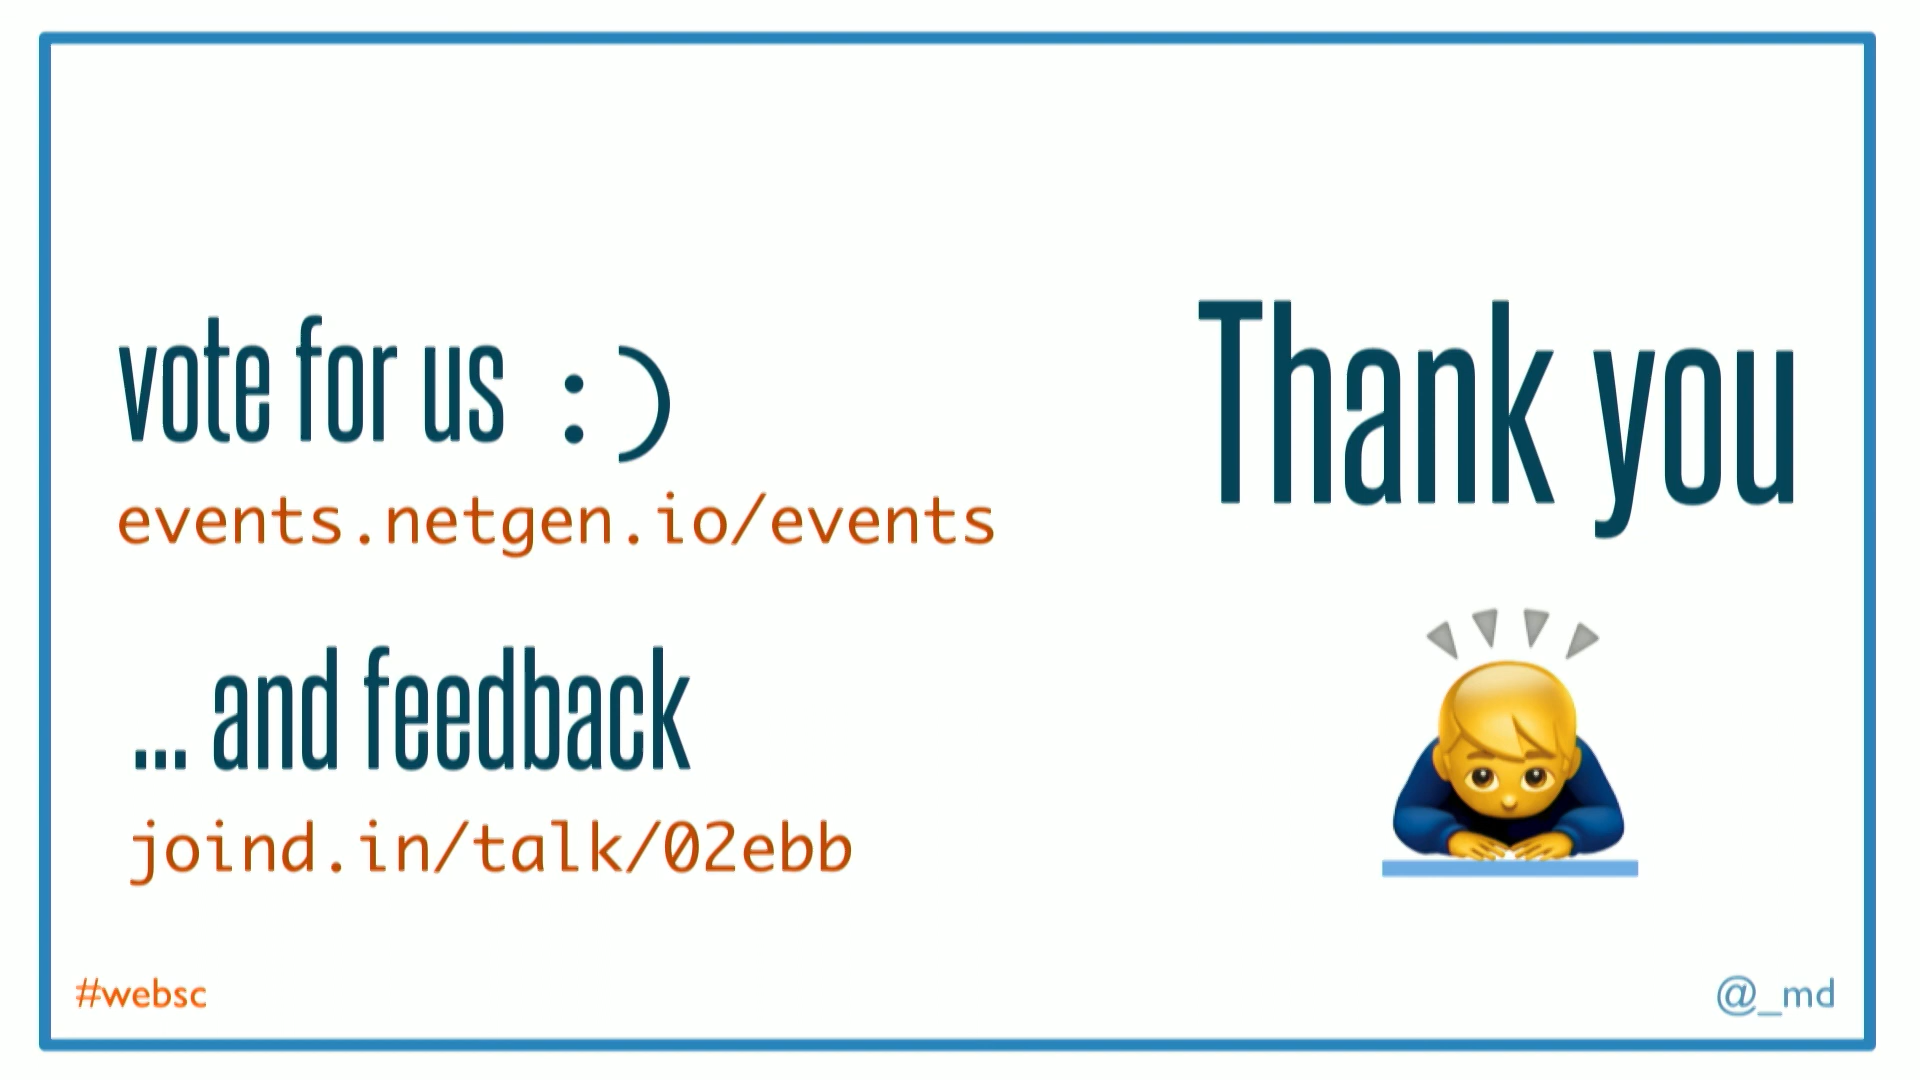 vote for us :)
events.netgen.io/events
... and feedback
joind.in/talk/02ebb
Thank you
#websc
@_md